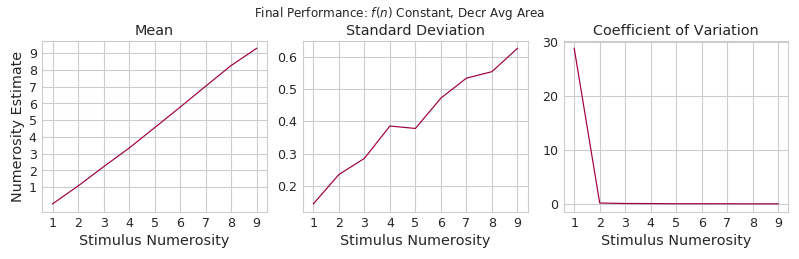 Final Performance: f(n) Constant, Decr Avg Area
Mean
Standard Deviation
Coefficient of Variation
Numerosity Estimate
9
8
7
6
5
4
3
2
1
1 2 3 4 5 6 7 8 9
Stimulus Numerosity
0.6
0.5
0.4
0.3
0.2
1 2 3 4 5 6 7 8 9
Stimulus Numerosity
30
20
10
0
1 2 3 4 5 6 7 8 9
Stimulus Numerosity